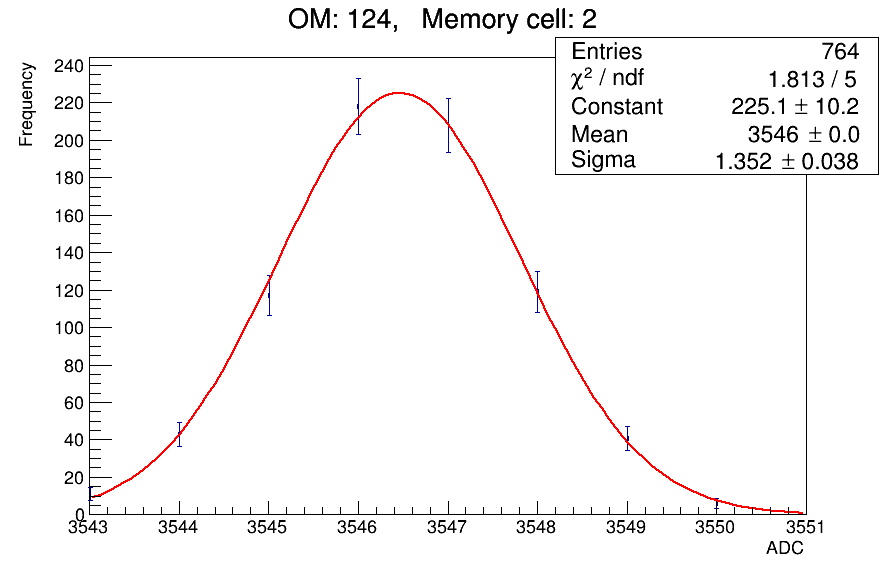 OM: 124,   Memory cell: 2
Entries 764
χ² / ndf 1.813 / 5
Constant 225.1 ± 10.2
Mean 3546 ± 0.0
Sigma 1.352 ± 0.038
Frequency
240
220
200
180
160
140
120
100
80
60
40
20
0
3543 3544 3545 3546 3547 3548 3549 3550 3551
ADC